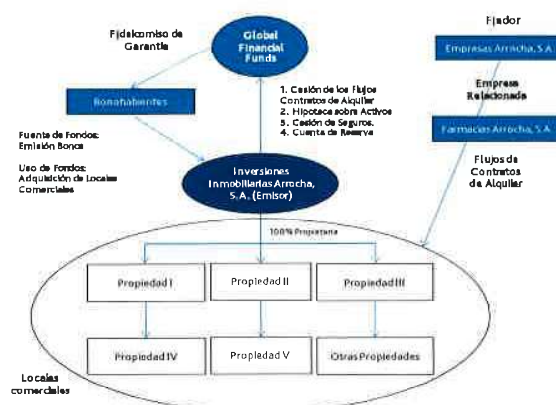 Fideicomiso de
Garantía
Global
Financial
Funds
Fiador
Empresas Arrocha, S.A.
Empresa
Relacionada
Farmacias Arrocha, S.A.
Flujos de
Contratos
de Alquiler
Bonohabientes
1. Cesión de los Flujos
Contratos de Alquiler
2. Hipoteca sobre Activos
3. Cesión de Seguros.
4. Cuenta de Reserva
Fuente de Fondos:
Emisión Bonos
Uso de Fondos:
Adquisición de Locales
Comerciales
Inversiones
Inmobiliarias Arrocha,
S.A. (Emisor)
100% Propietaria
Propiedad I
Propiedad II
Propiedad III
Propiedad IV
Propiedad V
Otras Propiedades
Locales
comerciales